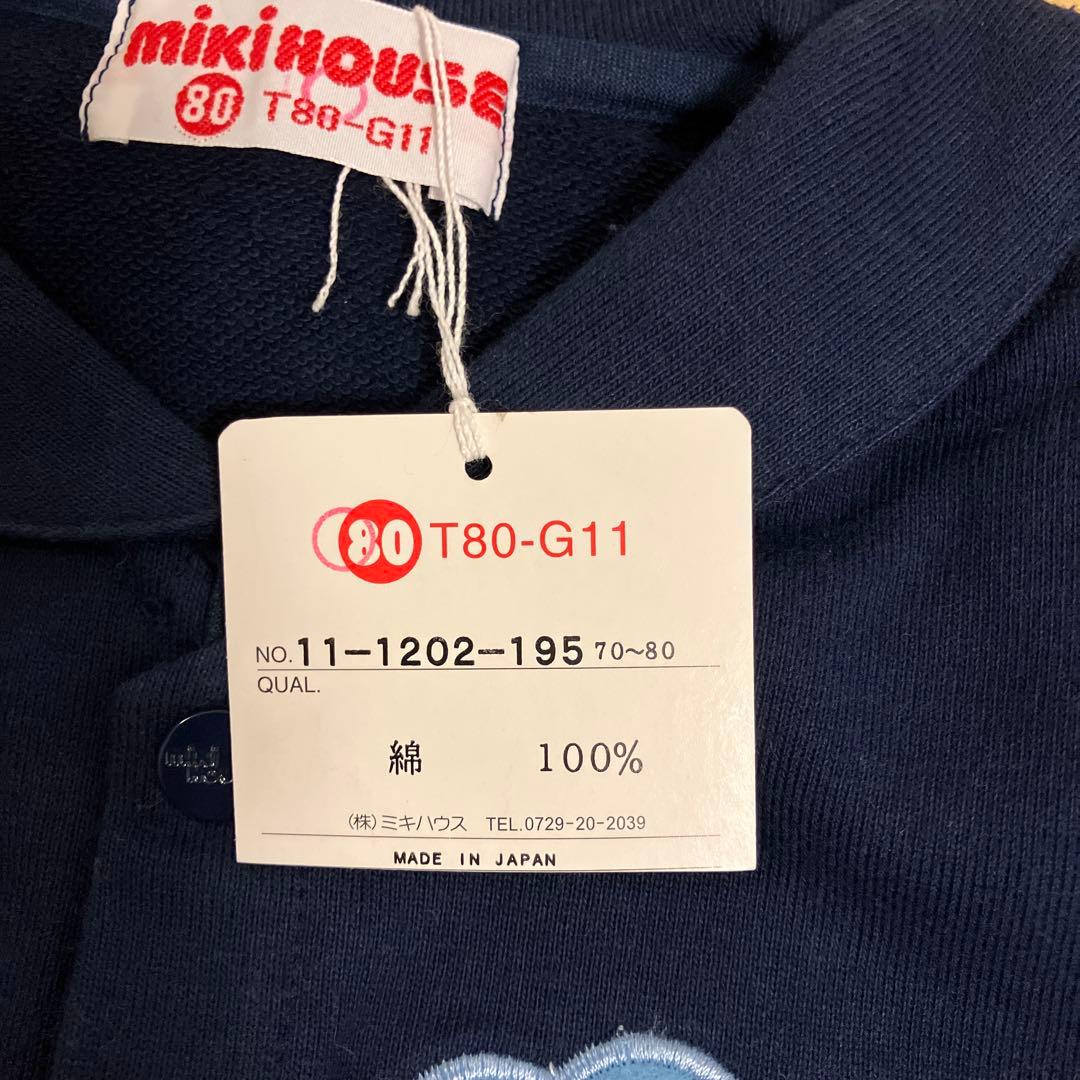 mikiHOUSE
80 T80-G11
80 T80-G11
NO. 11-1202-195 70~80
QUAL.
綿 100%
(株)ミキハウス TEL.0729-20-2039
MADE IN JAPAN